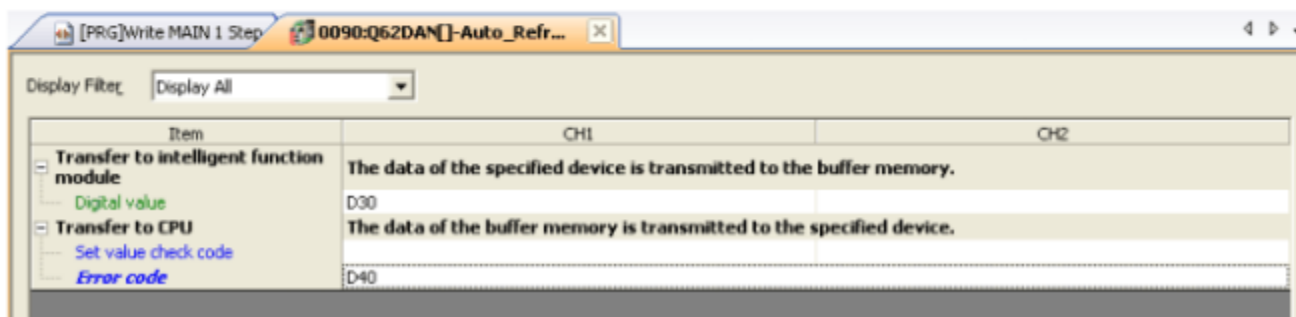 [PRG]Write MAIN 1 Step
0090:Q62DAN[]-Auto_Refr...
Display Filter
Display All
Item CH1 CH2
Transfer to intelligent function module The data of the specified device is transmitted to the buffer memory.
Digital value D30
Transfer to CPU The data of the buffer memory is transmitted to the specified device.
Set value check code
Error code D40